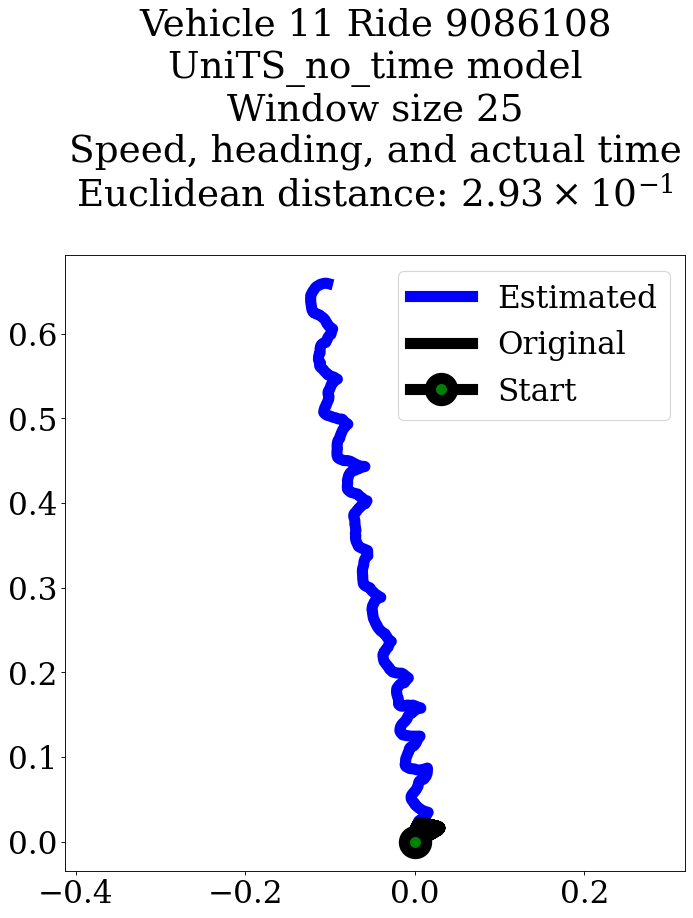 Vehicle 11 Ride 9086108
UniTS_no_time model
Window size 25
Speed, heading, and actual time
Euclidean distance: 2.93 × 10⁻¹
Estimated
Original
Start
0.6
0.5
0.4
0.3
0.2
0.1
0.0
−0.4 −0.2 0.0 0.2